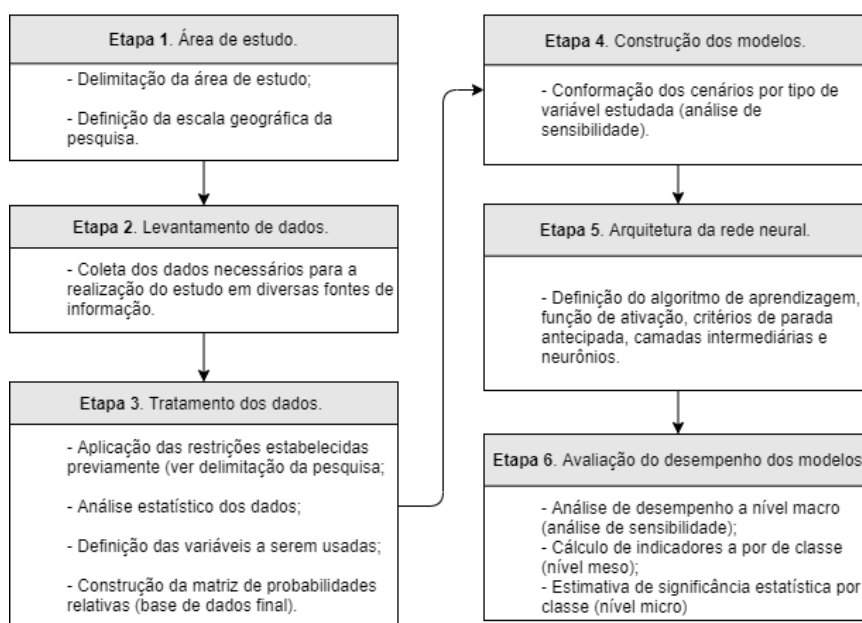 Etapa 1. Área de estudo.
- Delimitação da área de estudo;
- Definição da escala geográfica da
pesquisa.
Etapa 2. Levantamento de dados.
- Coleta dos dados necessários para a
realização do estudo em diversas fontes de
informação.
Etapa 3. Tratamento dos dados.
- Aplicação das restrições estabelecidas
previamente (ver delimitação da pesquisa;
- Análise estatístico dos dados;
- Definição das variáveis a serem usadas;
- Construção da matriz de probabilidades
relativas (base de dados final).
Etapa 4. Construção dos modelos.
- Conformação dos cenários por tipo de
variável estudada (análise de
sensibilidade).
Etapa 5. Arquitetura da rede neural.
- Definição do algoritmo de aprendizagem,
função de ativação, critérios de parada
antecipada, camadas intermediárias e
neurônios.
Etapa 6. Avaliação do desempenho dos modelos
- Análise de desempenho a nível macro
(análise de sensibilidade);
- Cálculo de indicadores a por de classe
(nível meso);
- Estimativa de significância estatística por
classe (nível micro)